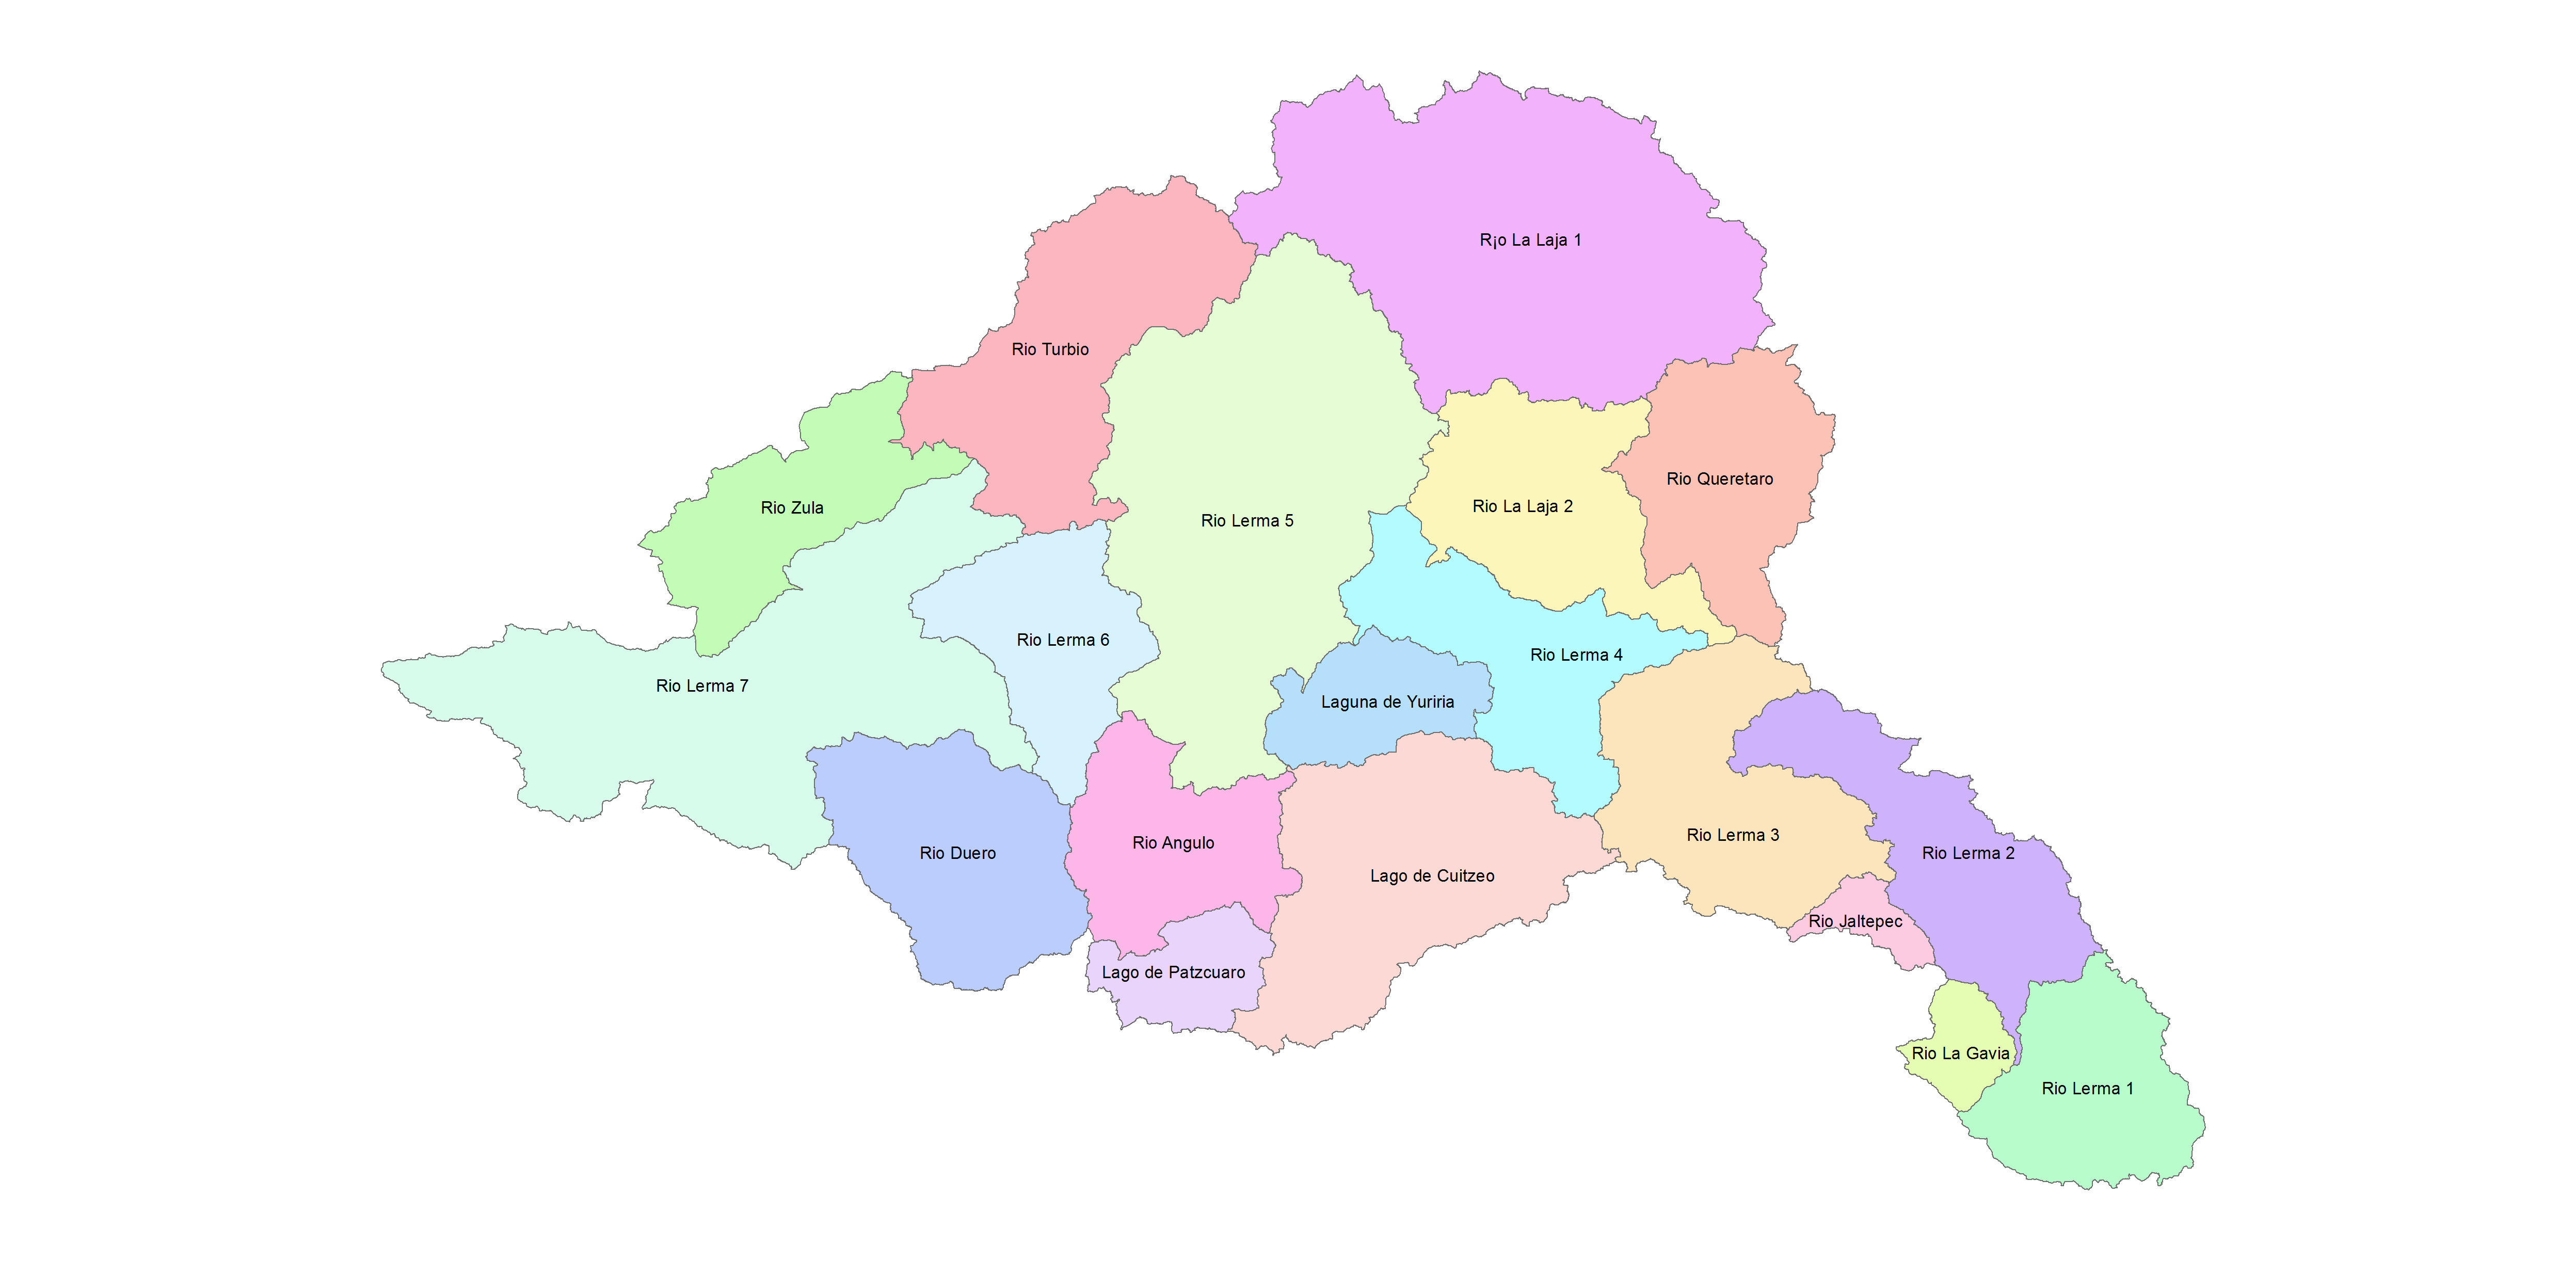 R¡o La Laja 1
Rio Turbio
Rio Queretaro
Rio La Laja 2
Rio Zula
Rio Lerma 5
Rio Lerma 6
Rio Lerma 4
Rio Lerma 7
Laguna de Yuriria
Rio Lerma 3
Rio Angulo
Rio Duero
Rio Lerma 2
Lago de Cuitzeo
Rio Jaltepec
Lago de Patzcuaro
Rio La Gavia
Rio Lerma 1